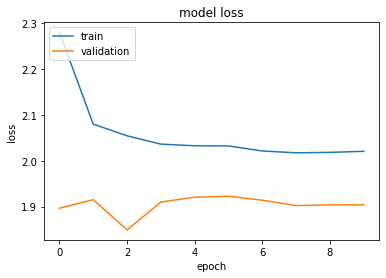 model loss
train
validation
2.3
2.2
2.1
2.0
1.9
loss
0
2
4
6
8
epoch